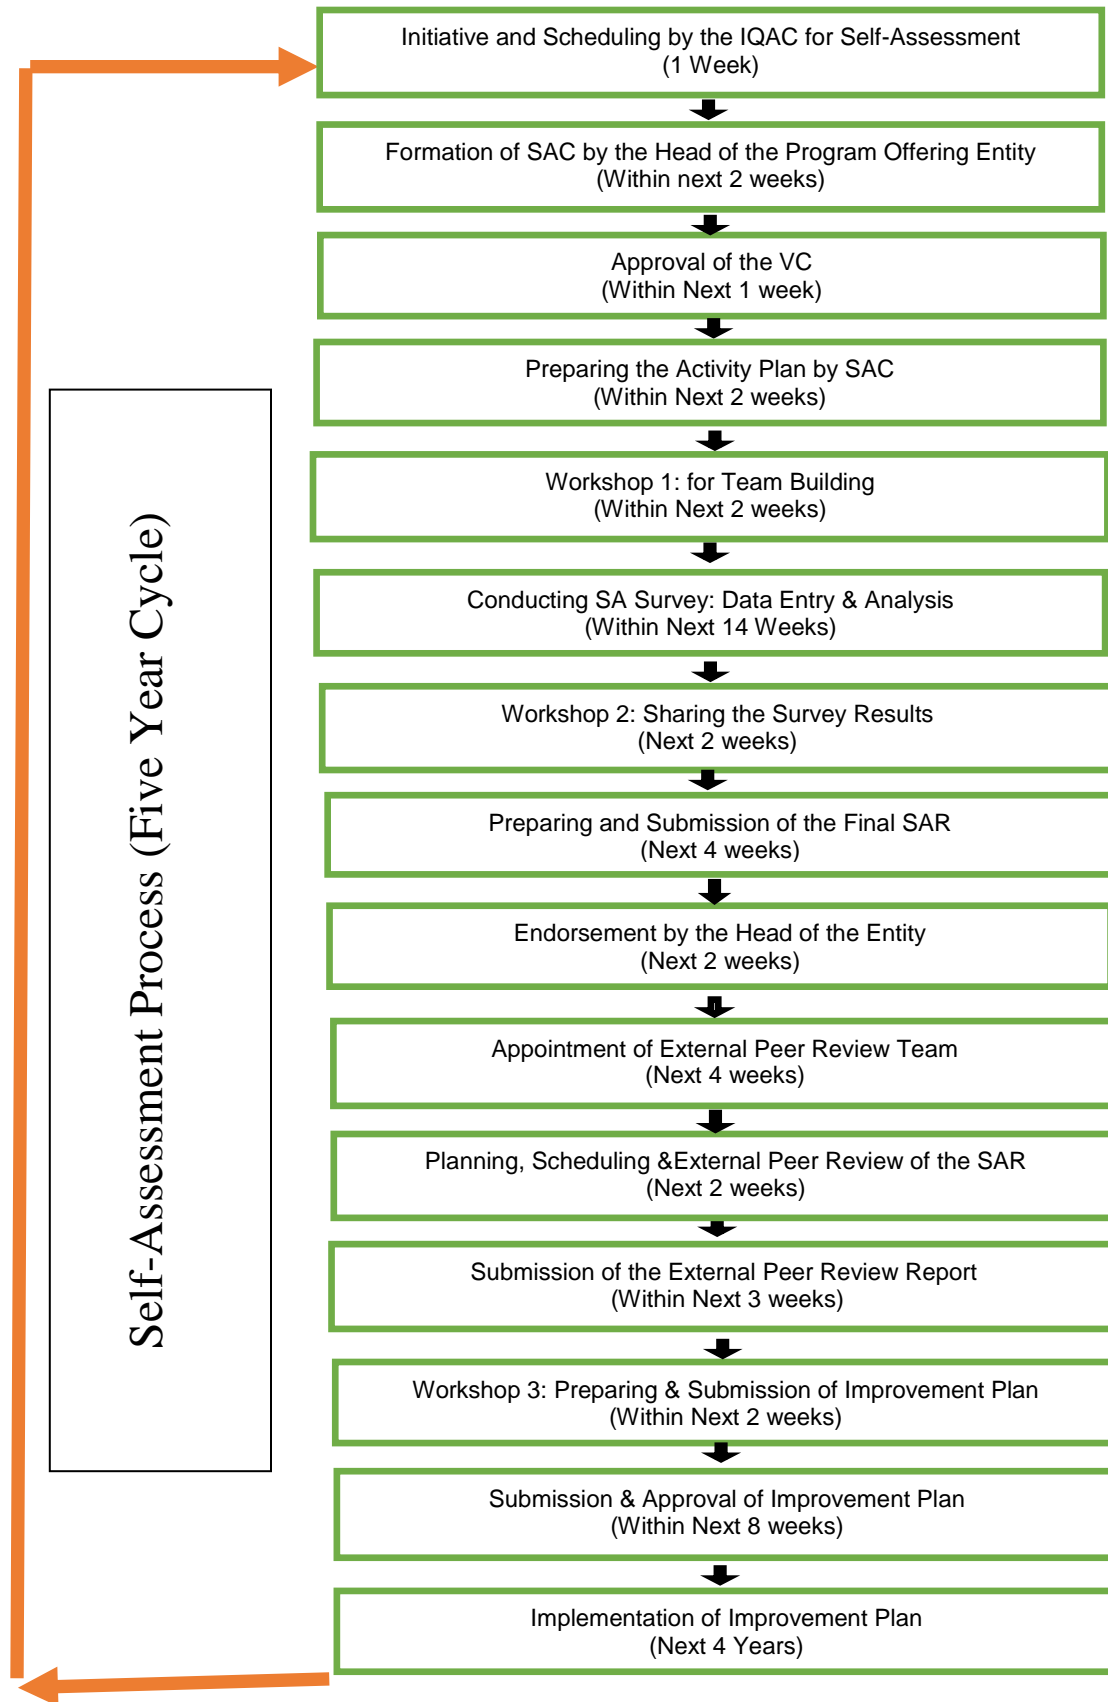 Initiative and Scheduling by the IQAC for Self-Assessment
(1 Week)
Formation of SAC by the Head of the Program Offering Entity
(Within next 2 weeks)
Approval of the VC
(Within Next 1 week)
Preparing the Activity Plan by SAC
(Within Next 2 weeks)
Workshop 1: for Team Building
(Within Next 2 weeks)
Conducting SA Survey: Data Entry & Analysis
(Within Next 14 Weeks)
Workshop 2: Sharing the Survey Results
(Next 2 weeks)
Preparing and Submission of the Final SAR
(Next 4 weeks)
Endorsement by the Head of the Entity
(Next 2 weeks)
Appointment of External Peer Review Team
(Next 4 weeks)
Planning, Scheduling &External Peer Review of the SAR
(Next 2 weeks)
Submission of the External Peer Review Report
(Within Next 3 weeks)
Workshop 3: Preparing & Submission of Improvement Plan
(Within Next 2 weeks)
Submission & Approval of Improvement Plan
(Within Next 8 weeks)
Implementation of Improvement Plan
(Next 4 Years)
Self-Assessment Process (Five Year Cycle)